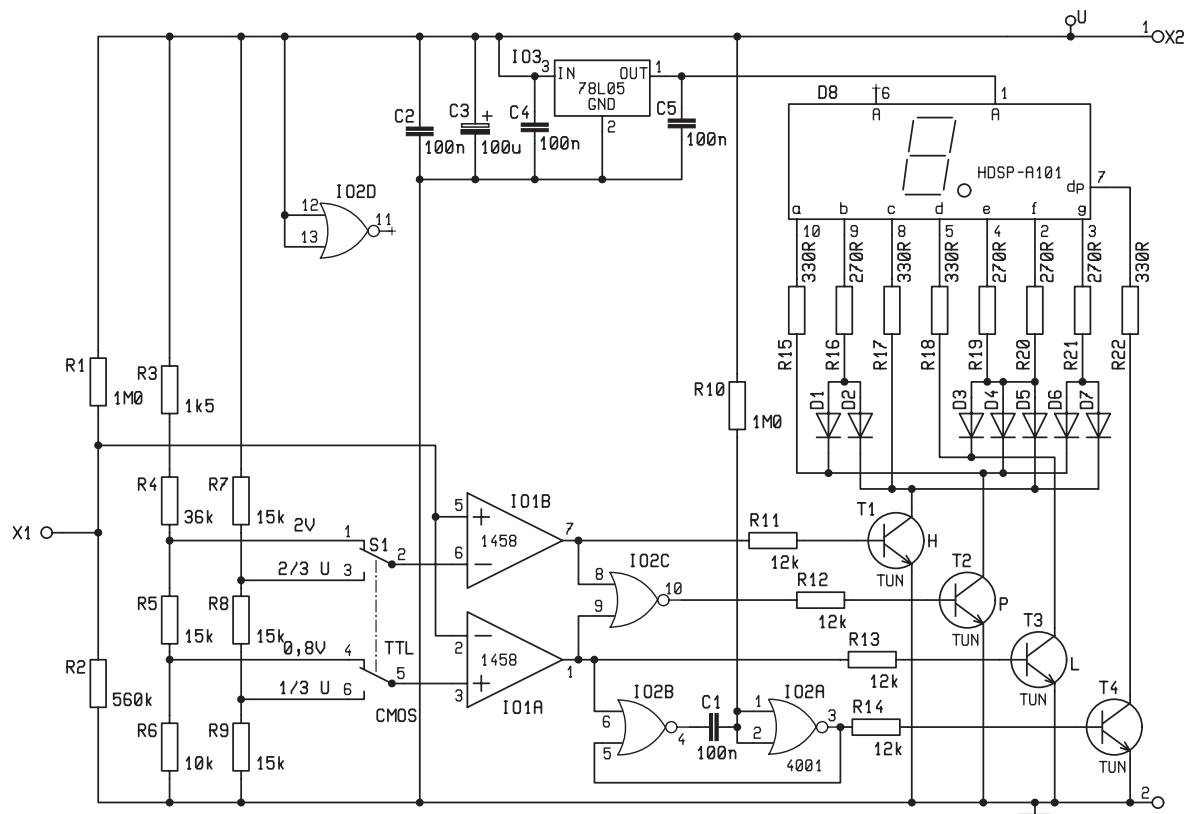 U
1 X2
IO3
3 IN OUT 1
78L05
GND
2
C2
100n
C3 +
100u
C4
100n
C5
100n
D8
6
A
1
A
HDSP-A101
dp 7
a b c d e f g
10 9 8 5 4 2 3
330R 270R 330R 330R 270R 270R 270R 330R
R15 R16 R17 R18 R19 R20 R21 R22
IO2D
12
13
11
R1
1M0
R3
1k5
R10
1M0
D1 D2 D3 D4 D5 D6 D7
R4
36k
R7
15k
X1
2V
1
S1
2
2/3 U 3
IO1B
5 +
1458
6 −
7
R11
12k
T1
H
TUN
IO2C
8
9
10
R12
12k
T2
P
TUN
R5
15k
R8
15k
0,8V 4
TTL
5
1/3 U 6
CMOS
−
2
1458
3 +
1
IO1A
R13
12k
T3
L
TUN
R2
560k
R6
10k
R9
15k
IO2B
6
5
4
C1
100n
IO2A
1
2
3
4001
R14
12k
T4
TUN
2